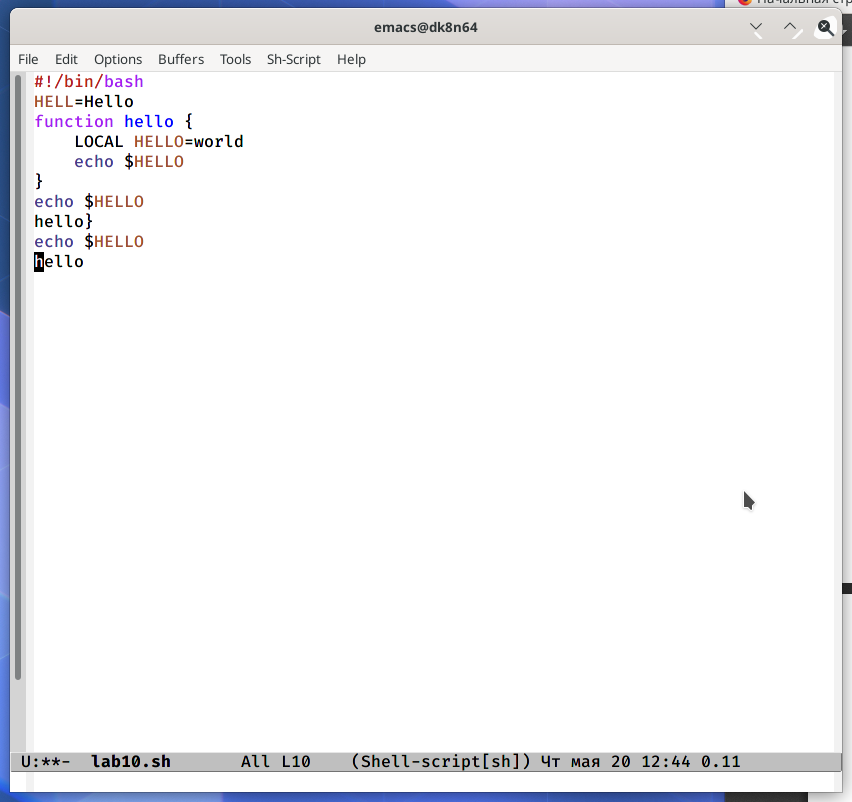 Начальная стр
emacs@dk8n64
File Edit Options Buffers Tools Sh-Script Help
#!/bin/bash
HELL=Hello
function hello {
    LOCAL HELLO=world
    echo $HELLO
}
echo $HELLO
hello}
echo $HELLO
hello
U:**-  lab10.sh       All L10    (Shell-script[sh]) Чт мая 20 12:44 0.11